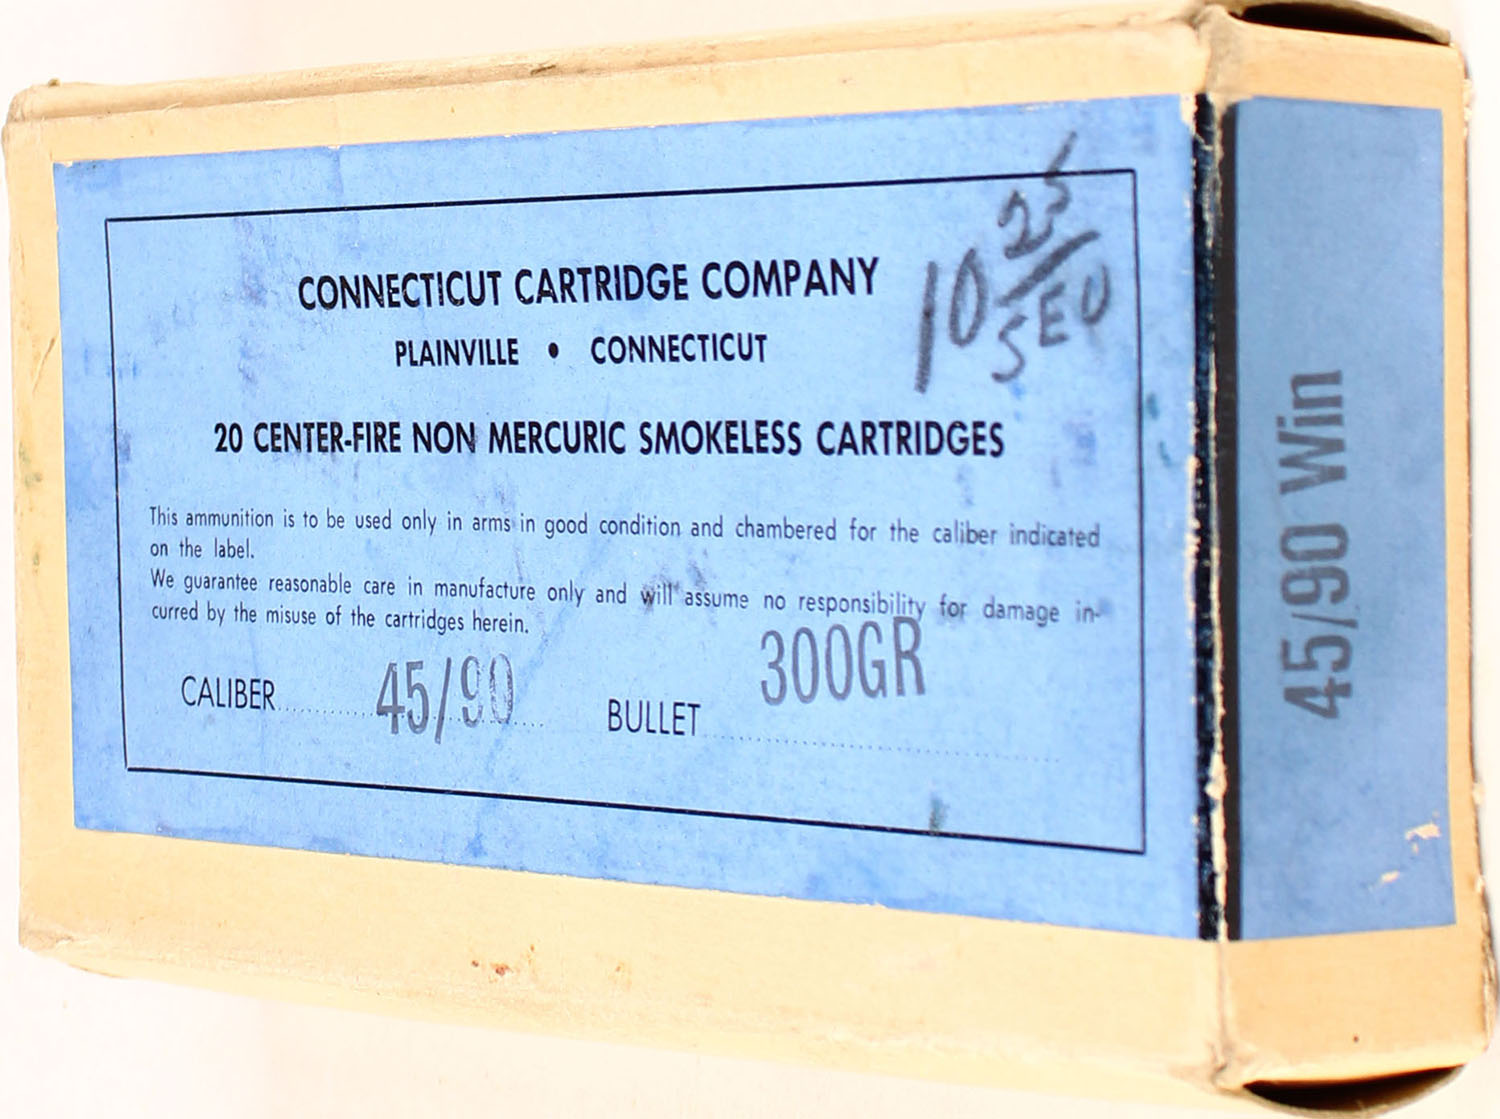 CONNECTICUT CARTRIDGE COMPANY
PLAINVILLE • CONNECTICUT
10 25/SEO
20 CENTER-FIRE NON MERCURIC SMOKELESS CARTRIDGES
This ammunition is to be used only in arms in good condition and chambered for the caliber indicated
on the label.
We guarantee reasonable care in manufacture only and will assume no responsibility for damage in-
curred by the misuse of the cartridges herein.
CALIBER 45/90 BULLET 300GR
45/90 Win